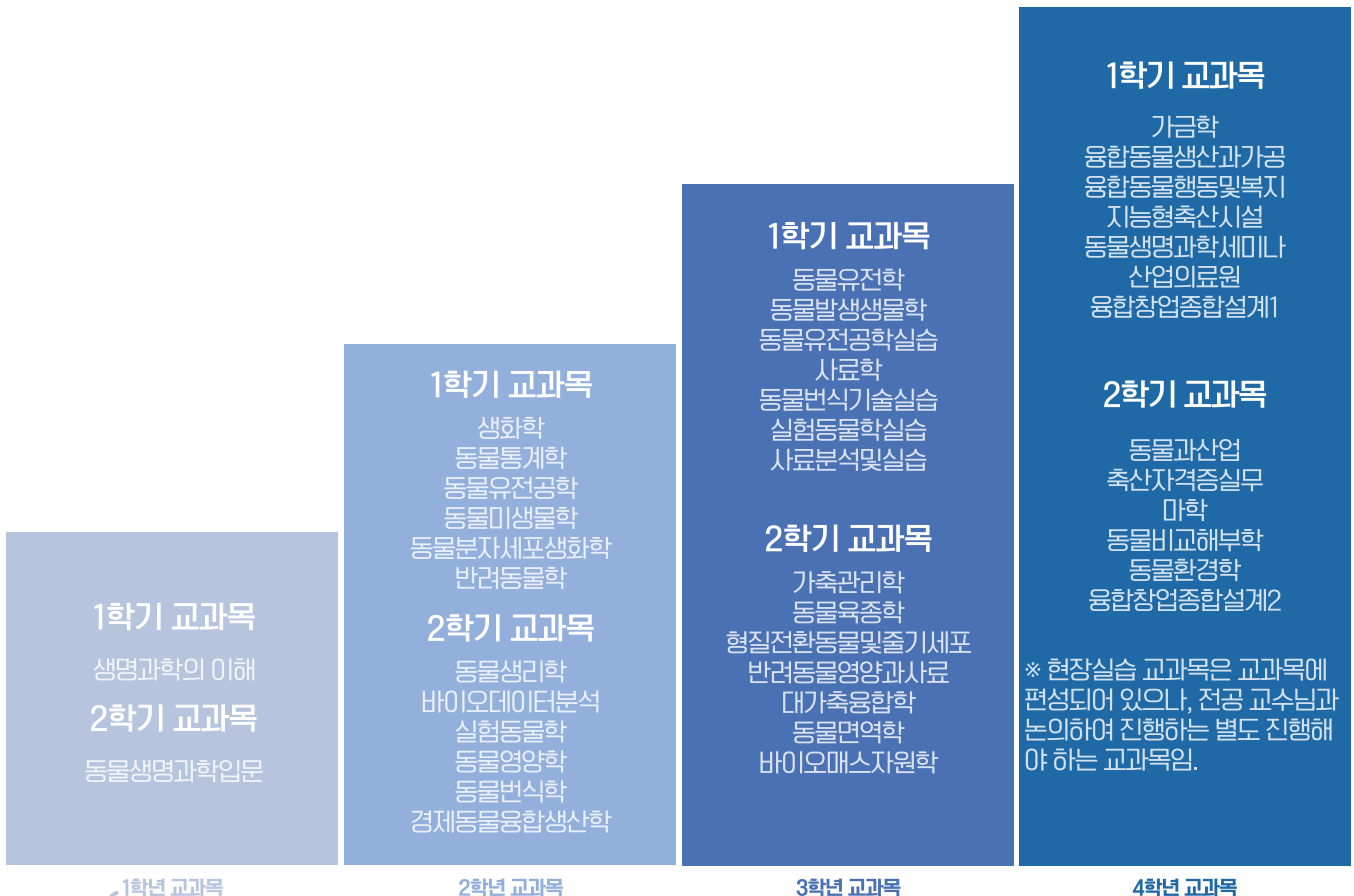 1학기 교과목
생명과학의 이해
2학기 교과목
동물생명과학입문
1학년 교과목
1학기 교과목
생화학
동물통계학
동물유전공학
동물미생물학
동물분자세포생화학
반려동물학
2학기 교과목
동물생리학
바이오데이터분석
실험동물학
동물영양학
동물번식학
경제동물융합생산학
2학년 교과목
1학기 교과목
동물유전학
동물발생생물학
동물유전공학실습
사료학
동물번식기술실습
실험동물학실습
사료분석및실습
2학기 교과목
가축관리학
동물육종학
형질전환동물및줄기세포
반려동물영양과사료
대가축융합학
동물면역학
바이오매스자원학
3학년 교과목
1학기 교과목
가금학
융합동물생산과가공
융합동물행동및복지
지능형축산시설
동물생명과학세미나
산업의료원
융합창업종합설계1
2학기 교과목
동물과산업
축산자격증실무
마학
동물비교해부학
동물환경학
융합창업종합설계2
※ 현장실습 교과목은 교과목에
편성되어 있으나, 전공 교수님과
논의하여 진행하는 별도 진행해
야 하는 교과목임.
4학년 교과목